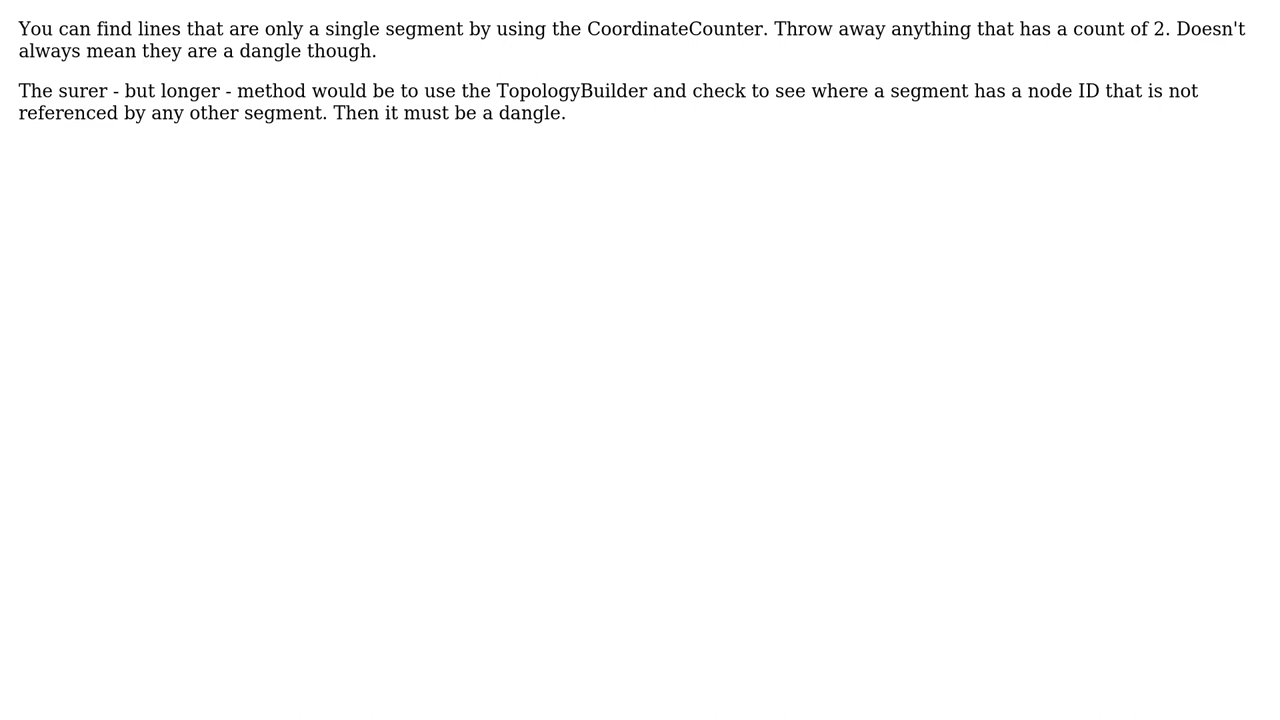 You can find lines that are only a single segment by using the CoordinateCounter. Throw away anything that has a count of 2. Doesn't
always mean they are a dangle though.
The surer - but longer - method would be to use the TopologyBuilder and check to see where a segment has a node ID that is not
referenced by any other segment. Then it must be a dangle.